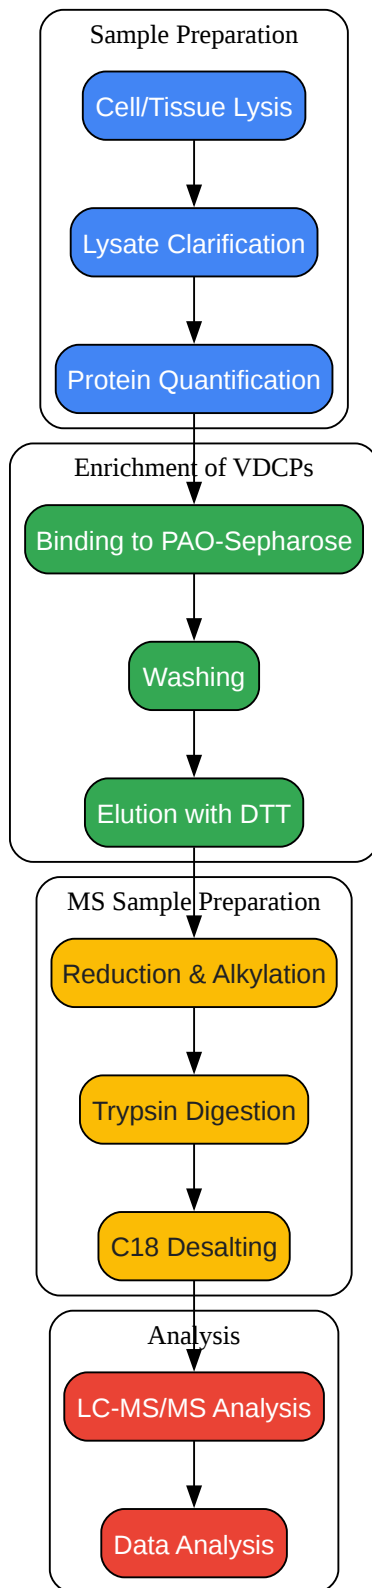 Sample Preparation
Cell/Tissue Lysis
Lysate Clarification
Protein Quantification
Enrichment of VDCPs
Binding to PAO-Sepharose
Washing
Elution with DTT
MS Sample Preparation
Reduction & Alkylation
Trypsin Digestion
C18 Desalting
Analysis
LC-MS/MS Analysis
Data Analysis